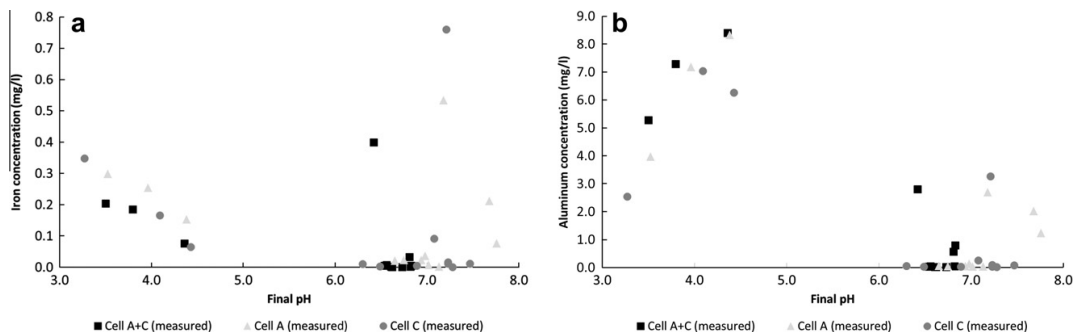 a
Iron concentration (mg/l)
0.8
0.7
0.6
0.5
0.4
0.3
0.2
0.1
0.0
3.0 4.0 5.0 6.0 7.0 8.0
Final pH
■ Cell A+C (measured) ▲ Cell A (measured) ● Cell C (measured)
b
Aluminum concentration (mg/l)
9.0
8.0
7.0
6.0
5.0
4.0
3.0
2.0
1.0
0.0
3.0 4.0 5.0 6.0 7.0 8.0
Final pH
■ Cell A+C (measured) ▲ Cell A (measured) ● Cell C (measured)